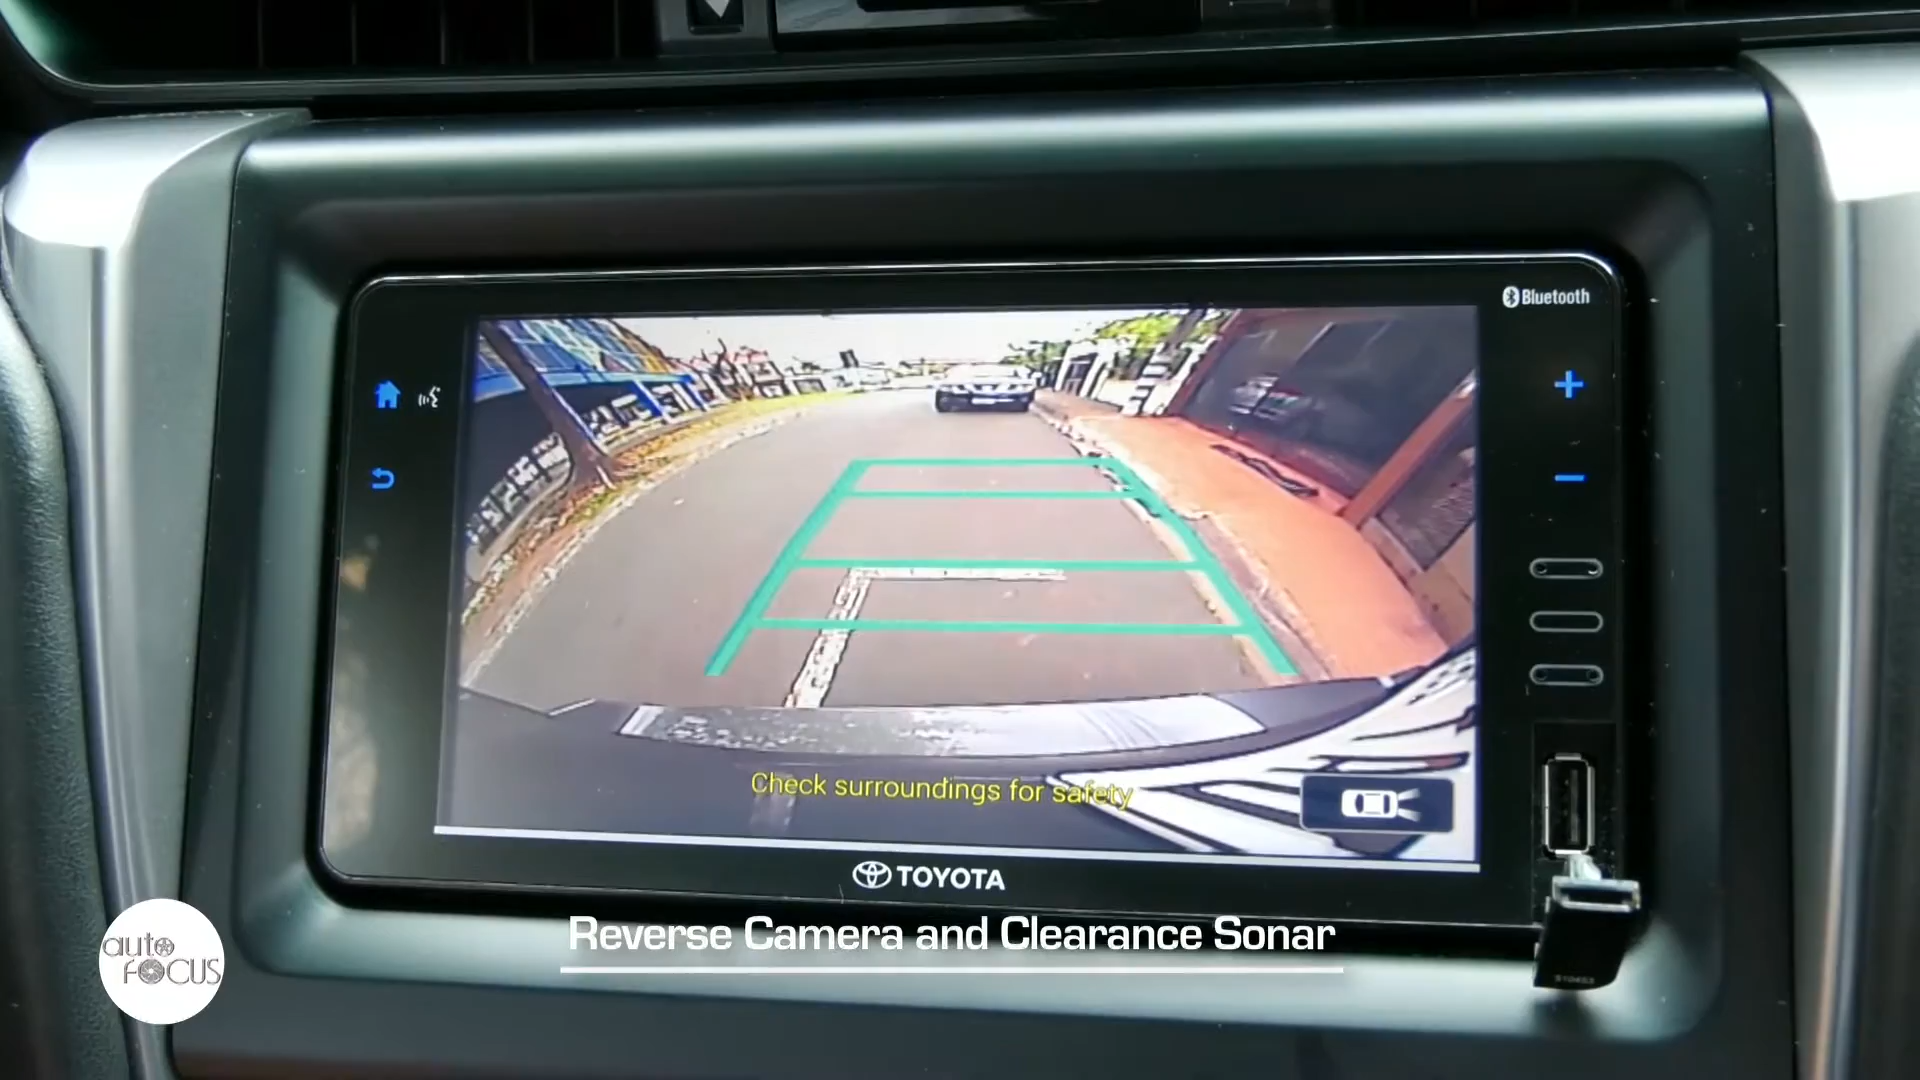 Bluetooth
Check surroundings for safety
TOYOTA
Reverse Camera and Clearance Sonar
auto
FOCUS